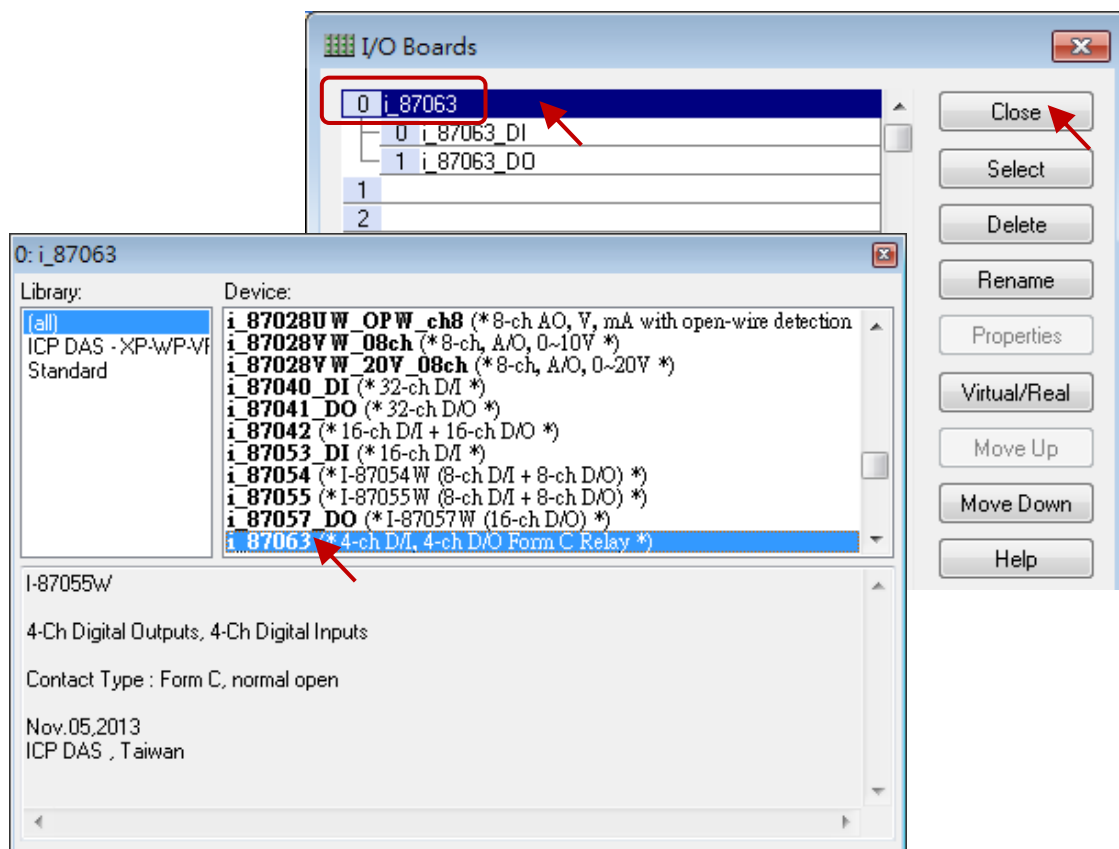 I/O Boards
0 i_87063
0 i_87063_DI
1 i_87063_DO
1
2
Close
Select
Delete
Rename
Properties
Virtual/Real
Move Up
Move Down
Help
0: i_87063
Library:
(all)
ICP DAS - XP-WP-VF
Standard
Device:
i_87028UW_OPW_ch8 (* 8-ch AO, V, mA with open-wire detection
i_87028VW_08ch (* 8-ch, A/O, 0~10V *)
i_87028VW_20V_08ch (* 8-ch, A/O, 0~20V *)
i_87040_DI (* 32-ch D/I *)
i_87041_DO (* 32-ch D/O *)
i_87042 (* 16-ch D/I + 16-ch D/O *)
i_87053_DI (* 16-ch D/I *)
i_87054 (* I-87054W (8-ch D/I + 8-ch D/O) *)
i_87055 (* I-87055W (8-ch D/I + 8-ch D/O) *)
i_87057_DO (* I-87057W (16-ch D/O) *)
i_87063 (* 4-ch D/I, 4-ch D/O Form C Relay *)
I-87055W
4-Ch Digital Outputs, 4-Ch Digital Inputs
Contact Type : Form C, normal open
Nov.05,2013
ICP DAS , Taiwan